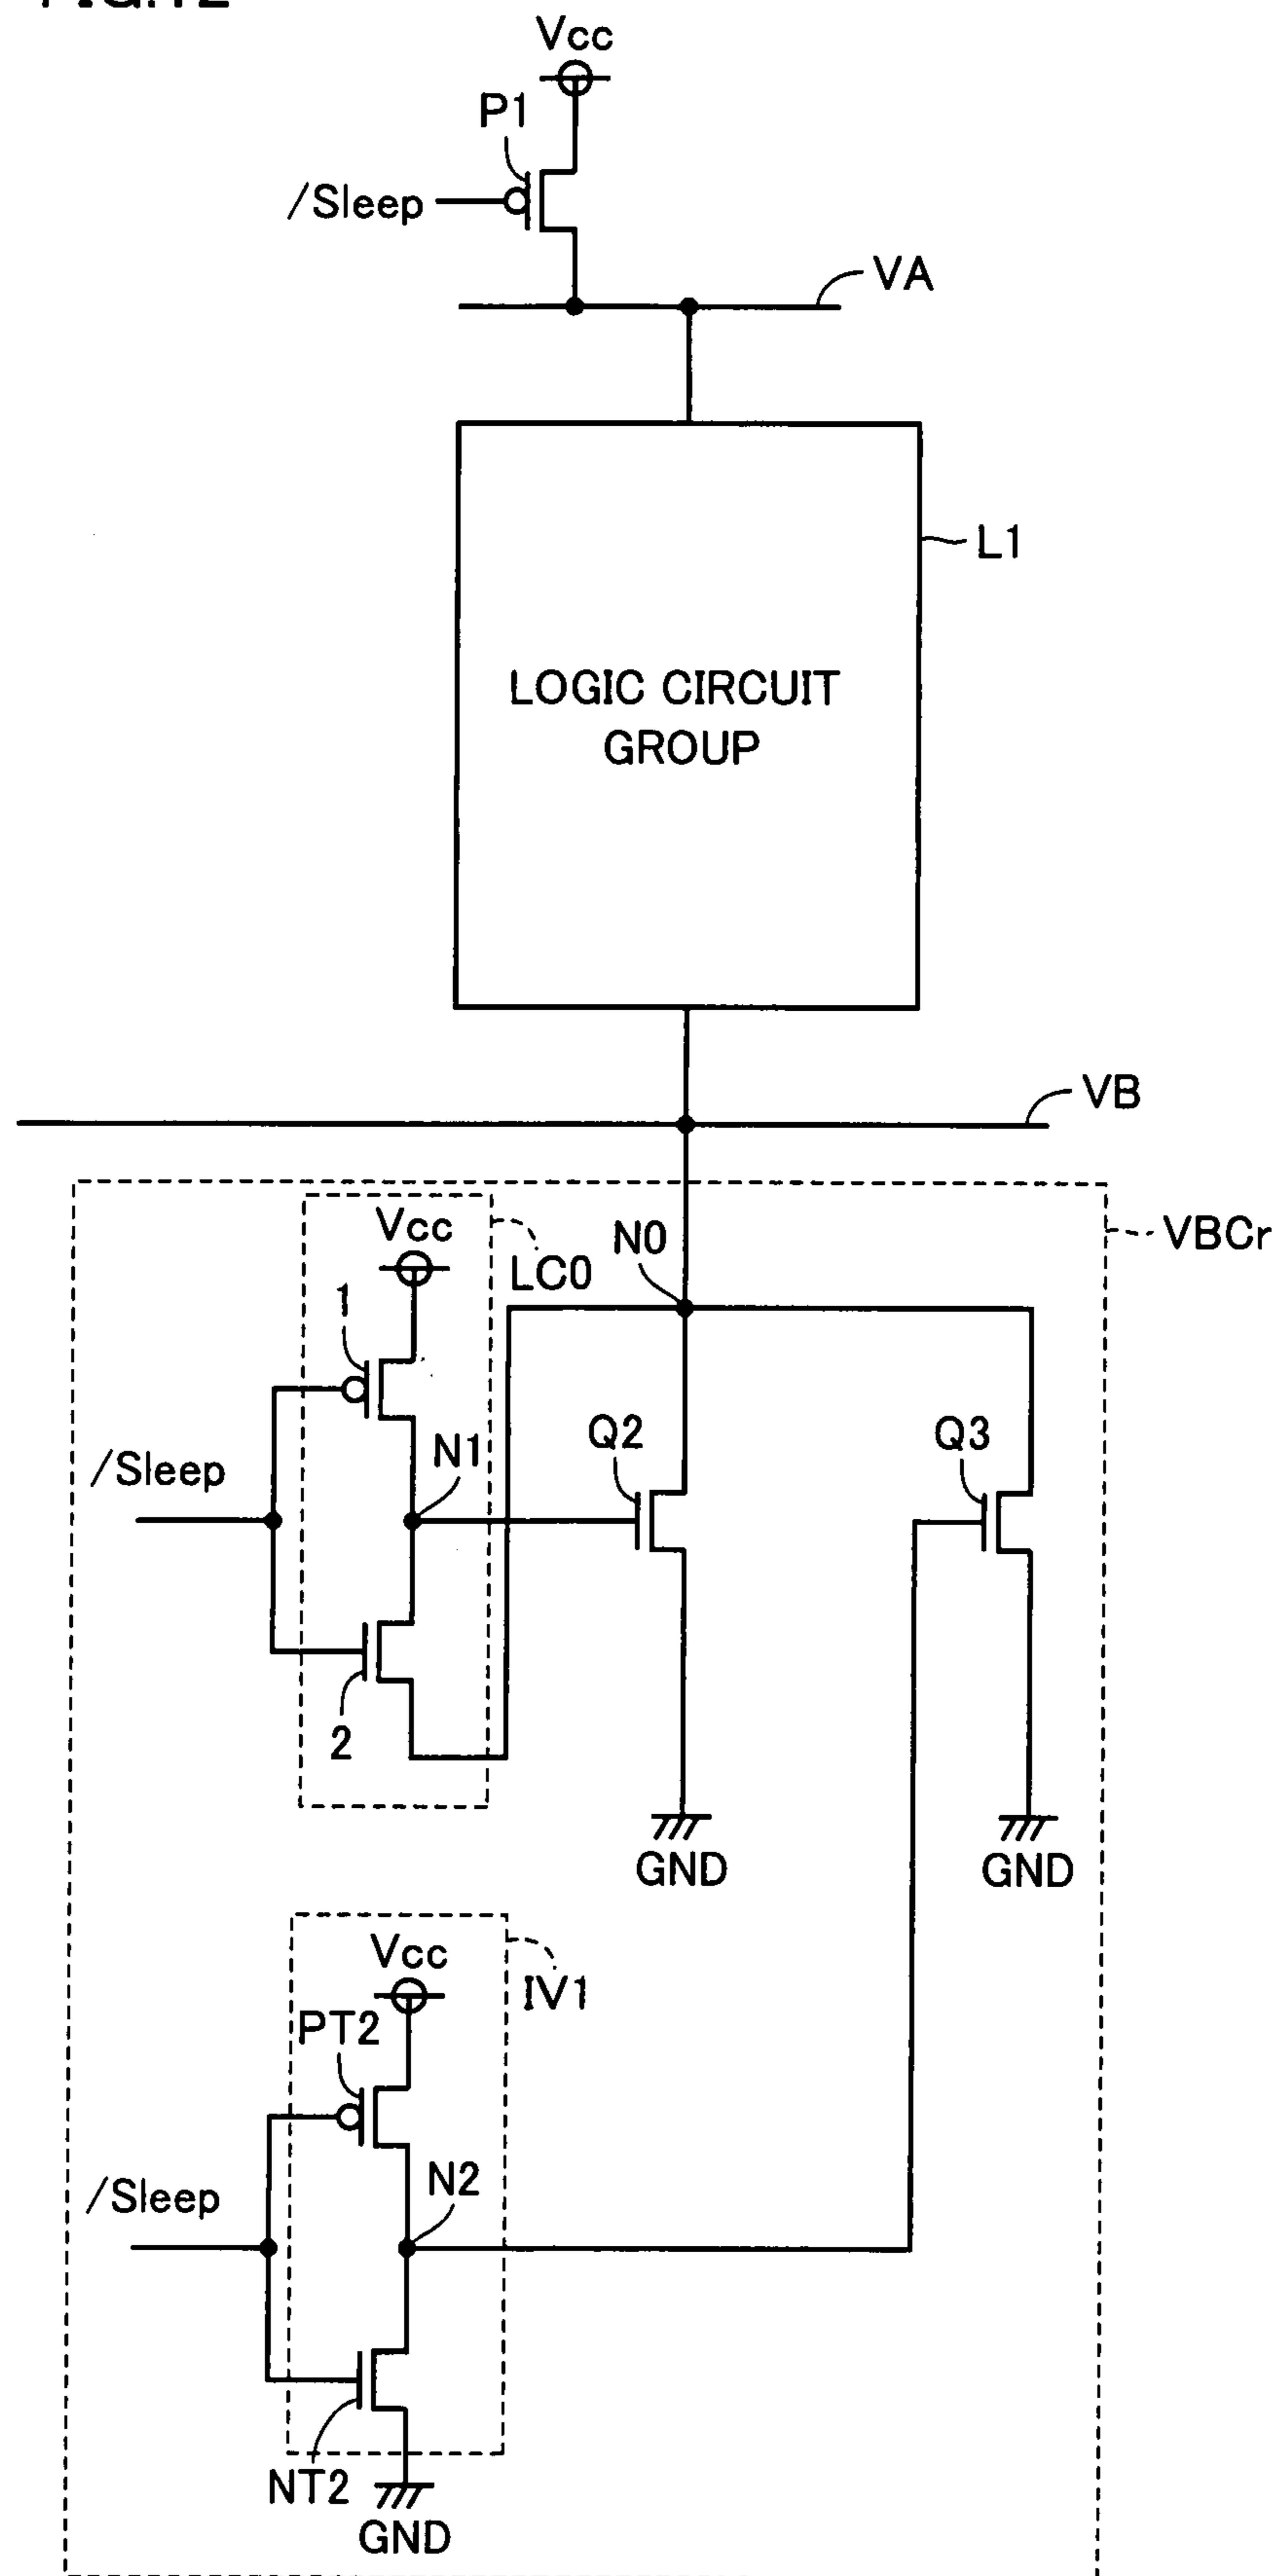 Vcc
P1
/Sleep
VA
L1
LOGIC CIRCUIT
GROUP
VB
VBCr
Vcc
LC0
N0
1
N1
Q2
Q3
/Sleep
2
GND
GND
Vcc
IV1
PT2
N2
/Sleep
NT2
GND